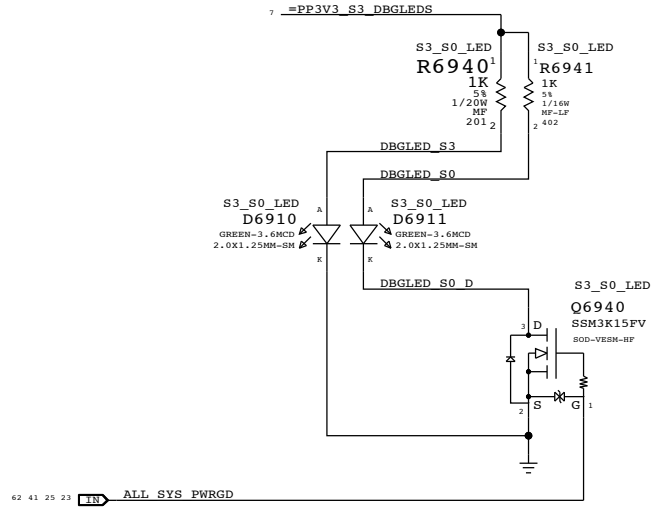 7 =PP3V3_S3_DBGLEDS
S3_S0_LED
R6940
1K
5%
1/20W
MF
201
1
2
S3_S0_LED
R6941
1K
5%
1/16W
MF-LF
402
1
2
DBGLED_S3
DBGLED_S0
S3_S0_LED
D6910
GREEN-3.6MCD
2.0X1.25MM-SM
A
K
S3_S0_LED
D6911
GREEN-3.6MCD
2.0X1.25MM-SM
A
K
DBGLED_S0_D
S3_S0_LED
Q6940
SSM3K15FV
SOD-VESM-HF
3 D
2 S
G 1
62 41 25 23 IN ALL_SYS_PWRGD